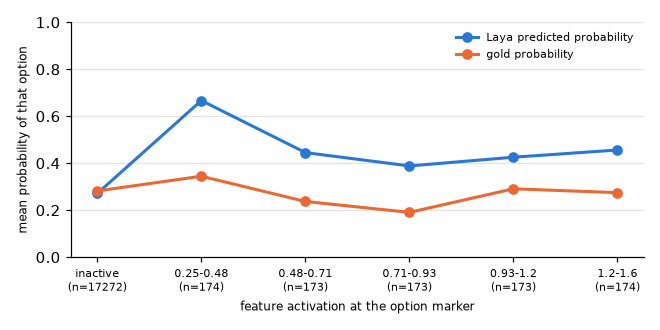 Laya predicted probability
gold probability
mean probability of that option
1.0
0.8
0.6
0.4
0.2
0.0
inactive 0.25-0.48 0.48-0.71 0.71-0.93 0.93-1.2 1.2-1.6
(n=17272) (n=174) (n=173) (n=173) (n=173) (n=174)
feature activation at the option marker